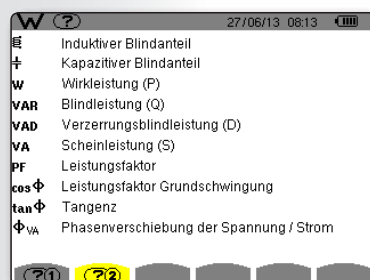 W ? 27/06/13 08:13
Induktiver Blindanteil
Kapazitiver Blindanteil
W Wirkleistung (P)
VAR Blindleistung (Q)
VAD Verzerrungsblindleistung (D)
VA Scheinleistung (S)
PF Leistungsfaktor
cos Φ Leistungsfaktor Grundschwingung
tan Φ Tangenz
Φ VA Phasenverschiebung der Spannung / Strom
?1 ?2